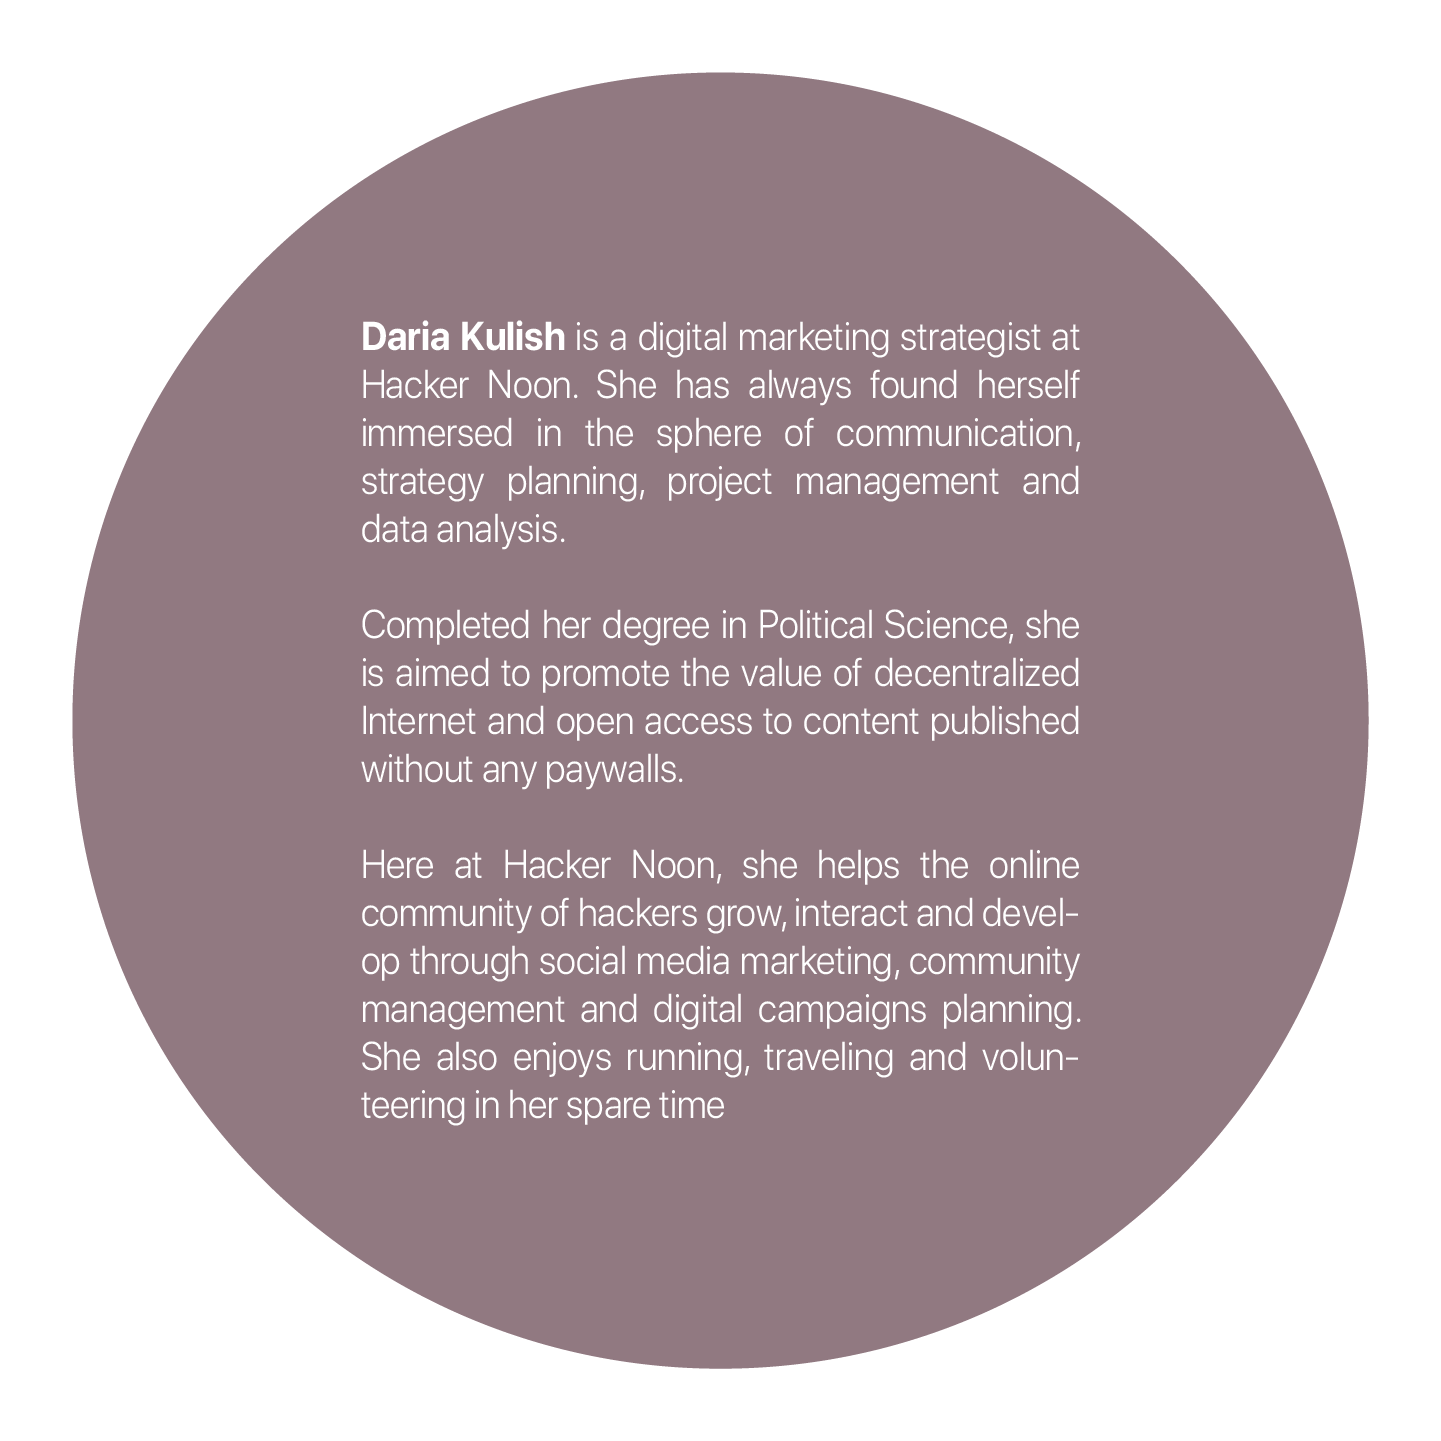 Daria Kulish is a digital marketing strategist at
Hacker Noon. She has always found herself
immersed in the sphere of communication,
strategy planning, project management and
data analysis.
Completed her degree in Political Science, she
is aimed to promote the value of decentralized
Internet and open access to content published
without any paywalls.
Here at Hacker Noon, she helps the online
community of hackers grow, interact and devel-
op through social media marketing, community
management and digital campaigns planning.
She also enjoys running, traveling and volun-
teering in her spare time